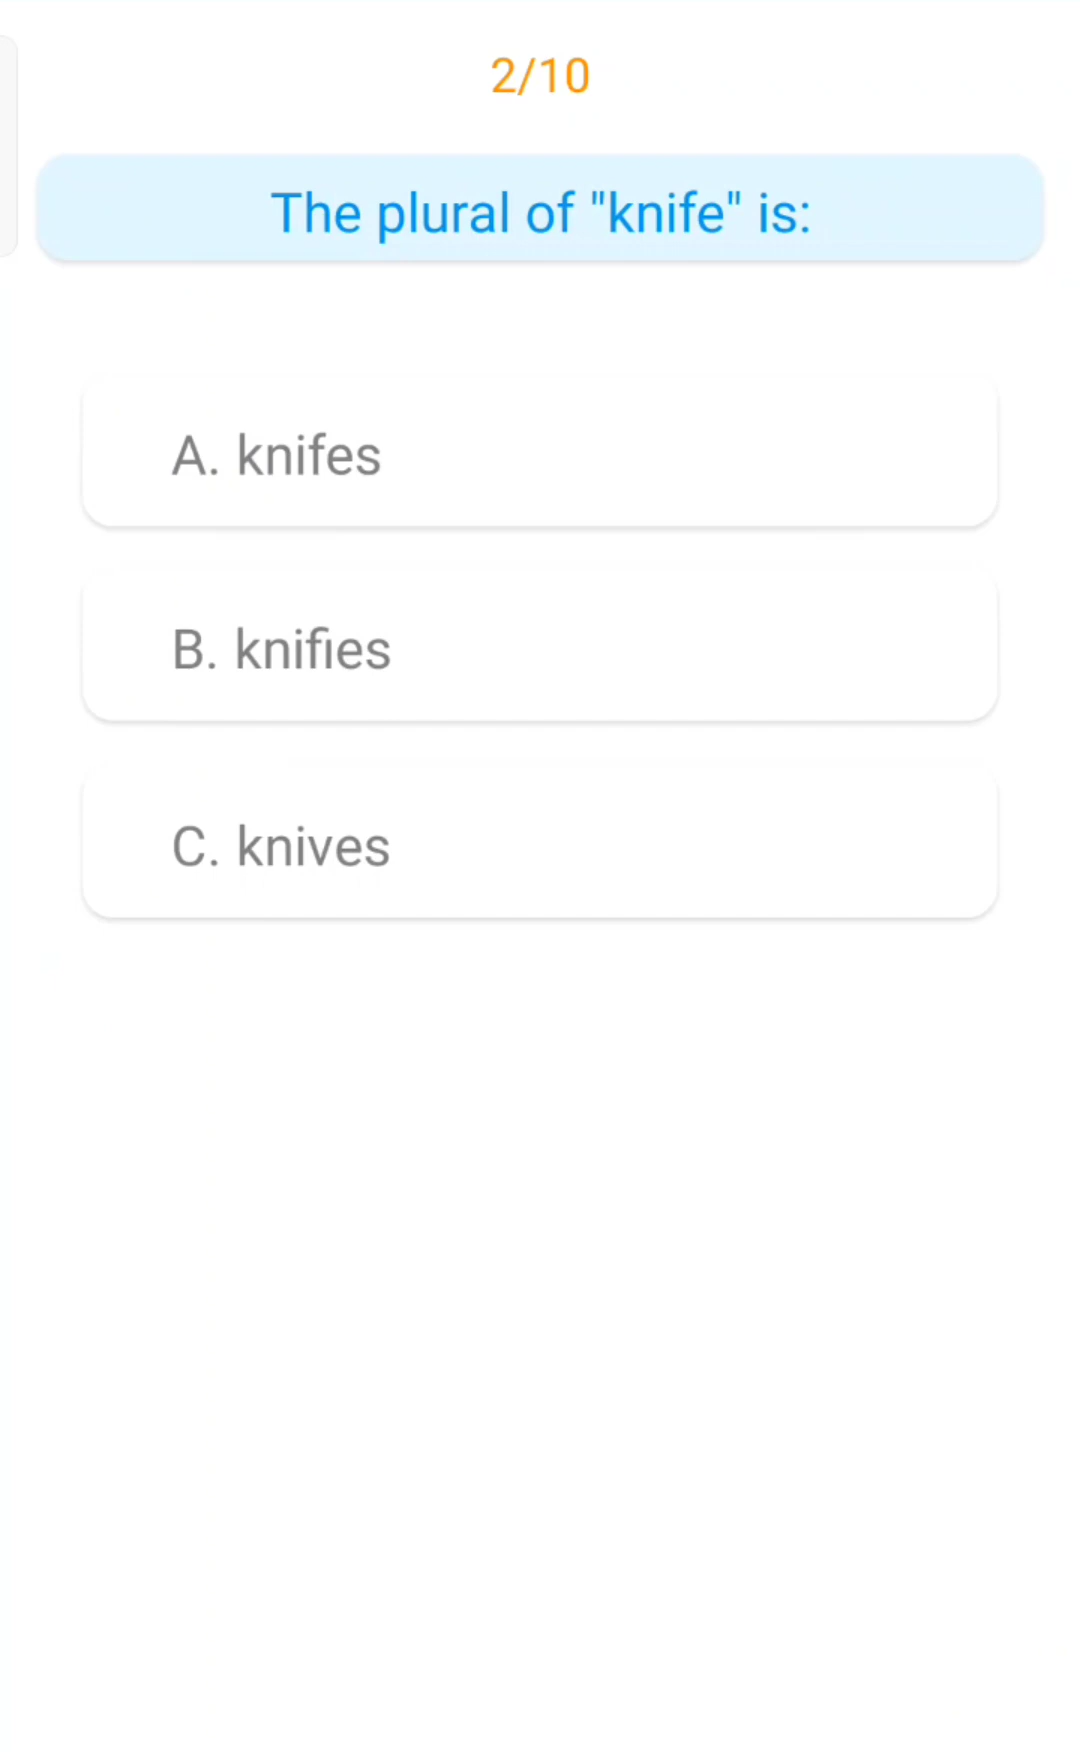 2/10
The plural of "knife" is:
A. knifes
B. knifies
C. knives